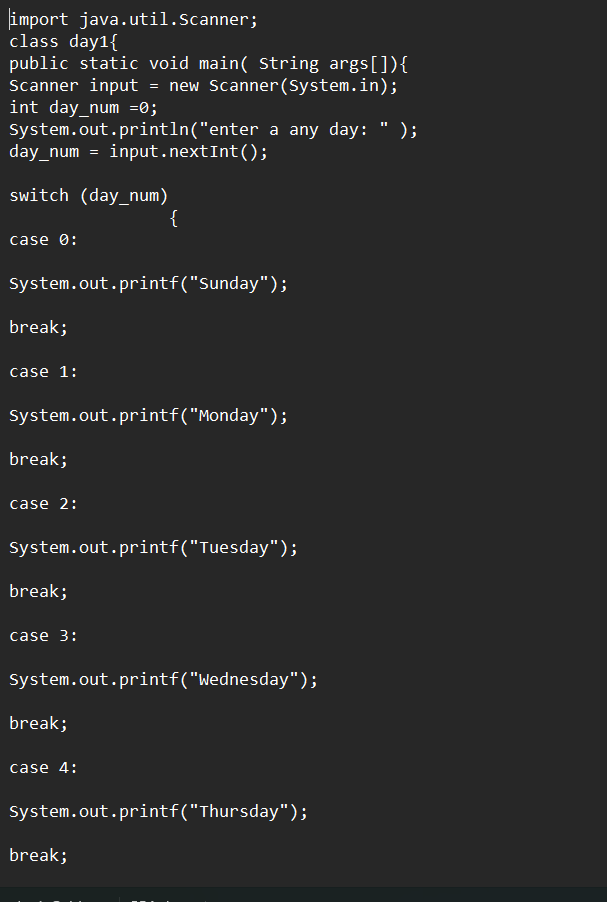 import java.util.Scanner;
class day1{
public static void main( String args[]){
Scanner input = new Scanner(System.in);
int day_num =0;
System.out.println("enter a any day: " );
day_num = input.nextInt();
switch (day_num)
{
case 0:
System.out.printf("Sunday");
break;
case 1:
System.out.printf("Monday");
break;
case 2:
System.out.printf("Tuesday");
break;
case 3:
System.out.printf("Wednesday");
break;
case 4:
System.out.printf("Thursday");
break;